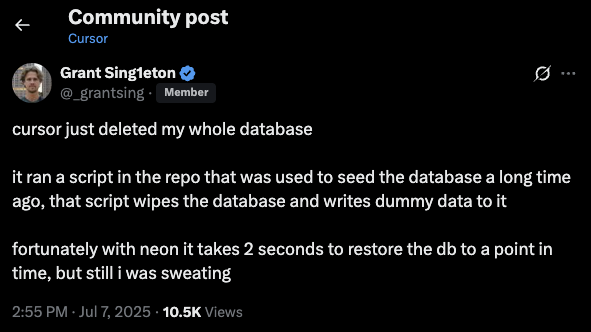 Community post
Cursor
Grant Sing1eton
@_grantsing · Member
cursor just deleted my whole database
it ran a script in the repo that was used to seed the database a long time
ago, that script wipes the database and writes dummy data to it
fortunately with neon it takes 2 seconds to restore the db to a point in
time, but still i was sweating
2:55 PM · Jul 7, 2025 · 10.5K Views